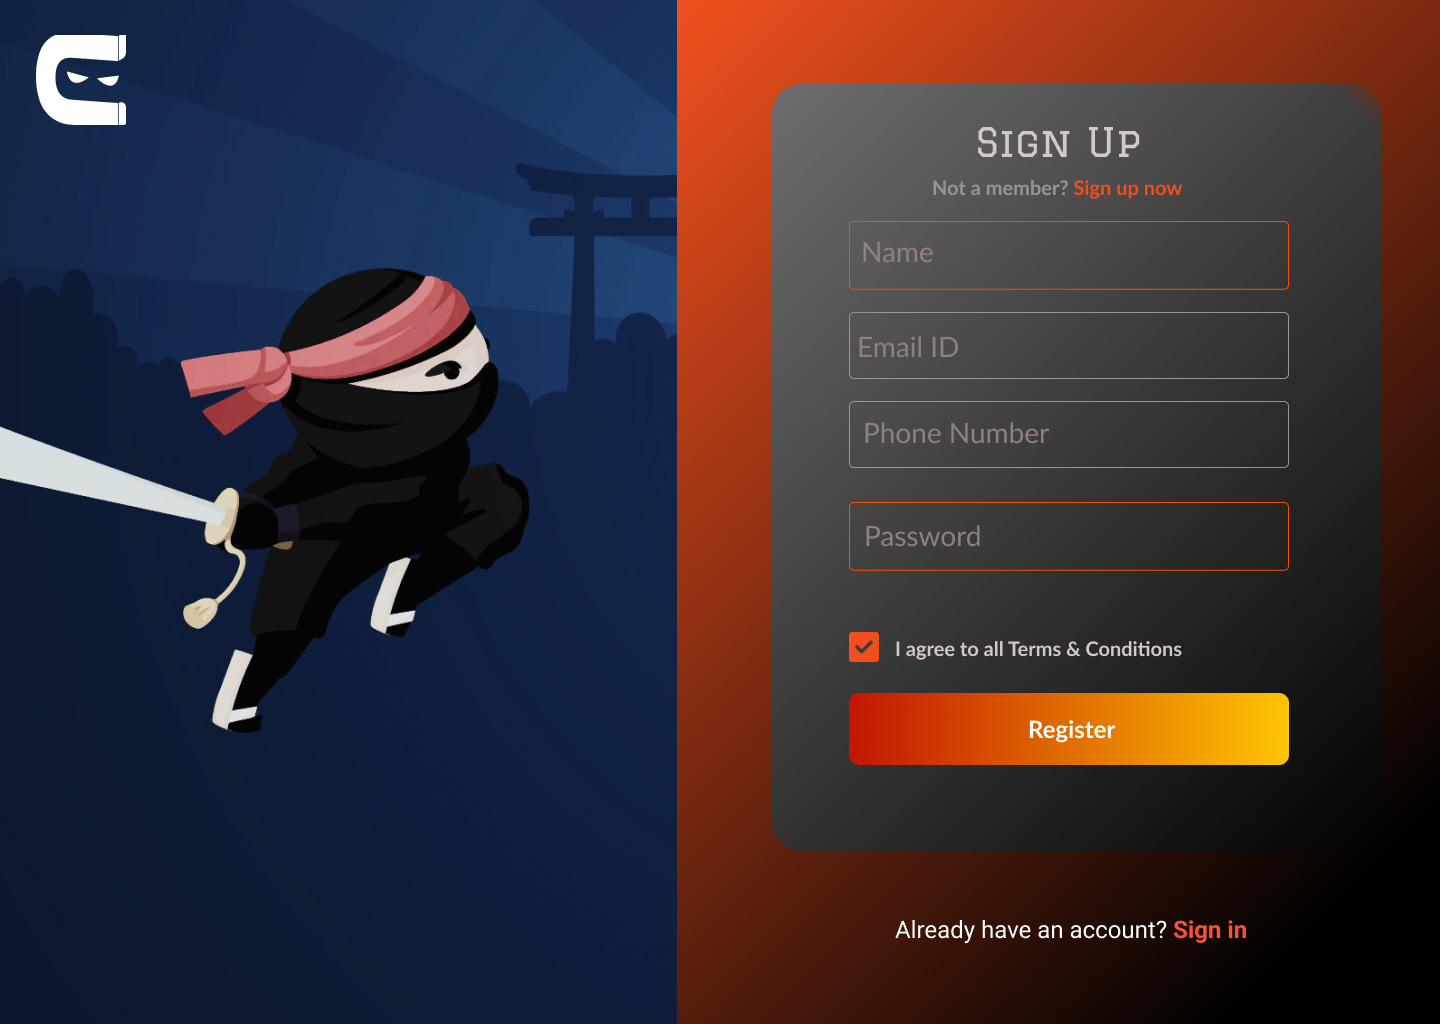 Sign Up
Not a member? Sign up now
Name
Email ID
Phone Number
Password
I agree to all Terms & Conditions
Register
Already have an account? Sign in